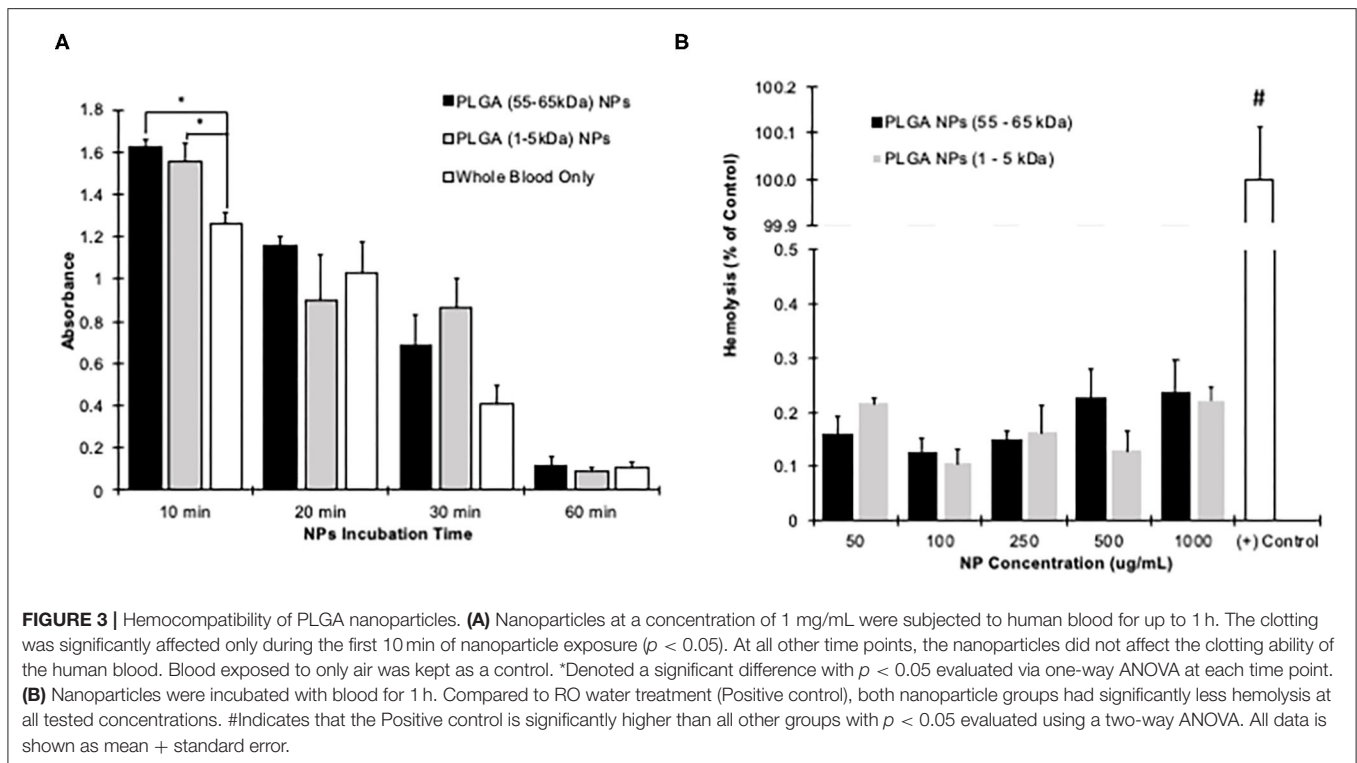 A
B
1.8
1.6
1.4
1.2
1
0.8
0.6
0.4
0.2
0
Absorbance
*
*
PLGA (55-65kDa) NPs
PLGA (1-5kDa) NPs
Whole Blood Only
10 min
20 min
30 min
60 min
NPs Incubation Time
100.2
100.1
100.0
99.9
0.5
0.4
0.3
0.2
0.1
0
Hemolysis (% of Control)
PLGA NPs (55 - 65 kDa)
PLGA NPs (1 - 5 kDa)
#
50
100
250
500
1000
(+) Control
NP Concentration (ug/mL)
FIGURE 3 | Hemocompatibility of PLGA nanoparticles. (A) Nanoparticles at a concentration of 1 mg/mL were subjected to human blood for up to 1 h. The clotting
was significantly affected only during the first 10 min of nanoparticle exposure (p < 0.05). At all other time points, the nanoparticles did not affect the clotting ability of
the human blood. Blood exposed to only air was kept as a control. *Denoted a significant difference with p < 0.05 evaluated via one-way ANOVA at each time point.
(B) Nanoparticles were incubated with blood for 1 h. Compared to RO water treatment (Positive control), both nanoparticle groups had significantly less hemolysis at
all tested concentrations. #Indicates that the Positive control is significantly higher than all other groups with p < 0.05 evaluated using a two-way ANOVA. All data is
shown as mean + standard error.